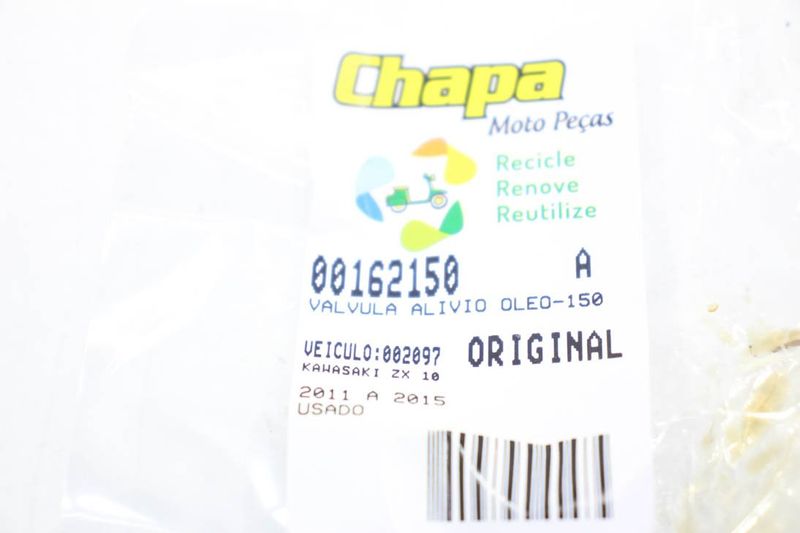 Chapa
Moto Peças
Recicle
Renove
Reutilize
00162150 A
VALVULA ALIVIO OLEO-150
VEICULO:002097 ORIGINAL
KAWASAKI ZX 10
2011 A 2015
USADO